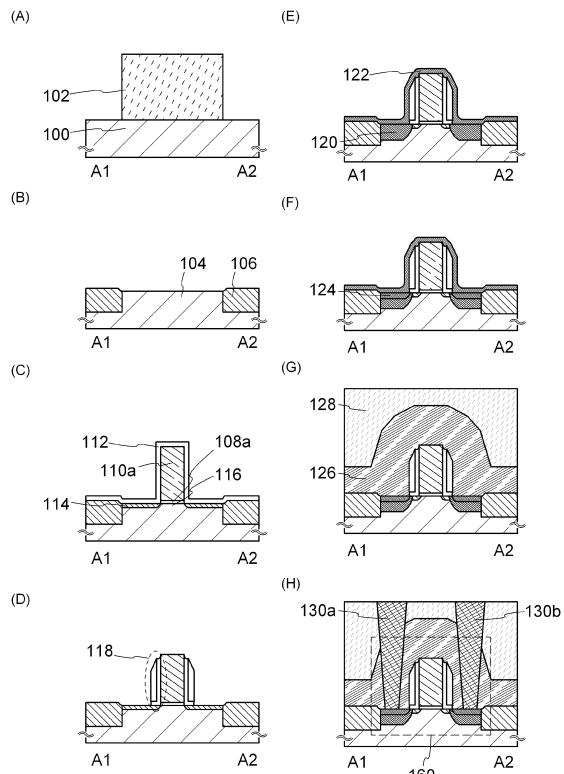 (A)
102
100
A1 A2
(B)
104 106
A1 A2
(C)
112 108a
110a 116
114
A1 A2
(D)
118
A1 A2
(E)
122
120
A1 A2
(F)
124
A1 A2
(G)
128
126
A1 A2
(H)
130a 130b
A1 A2